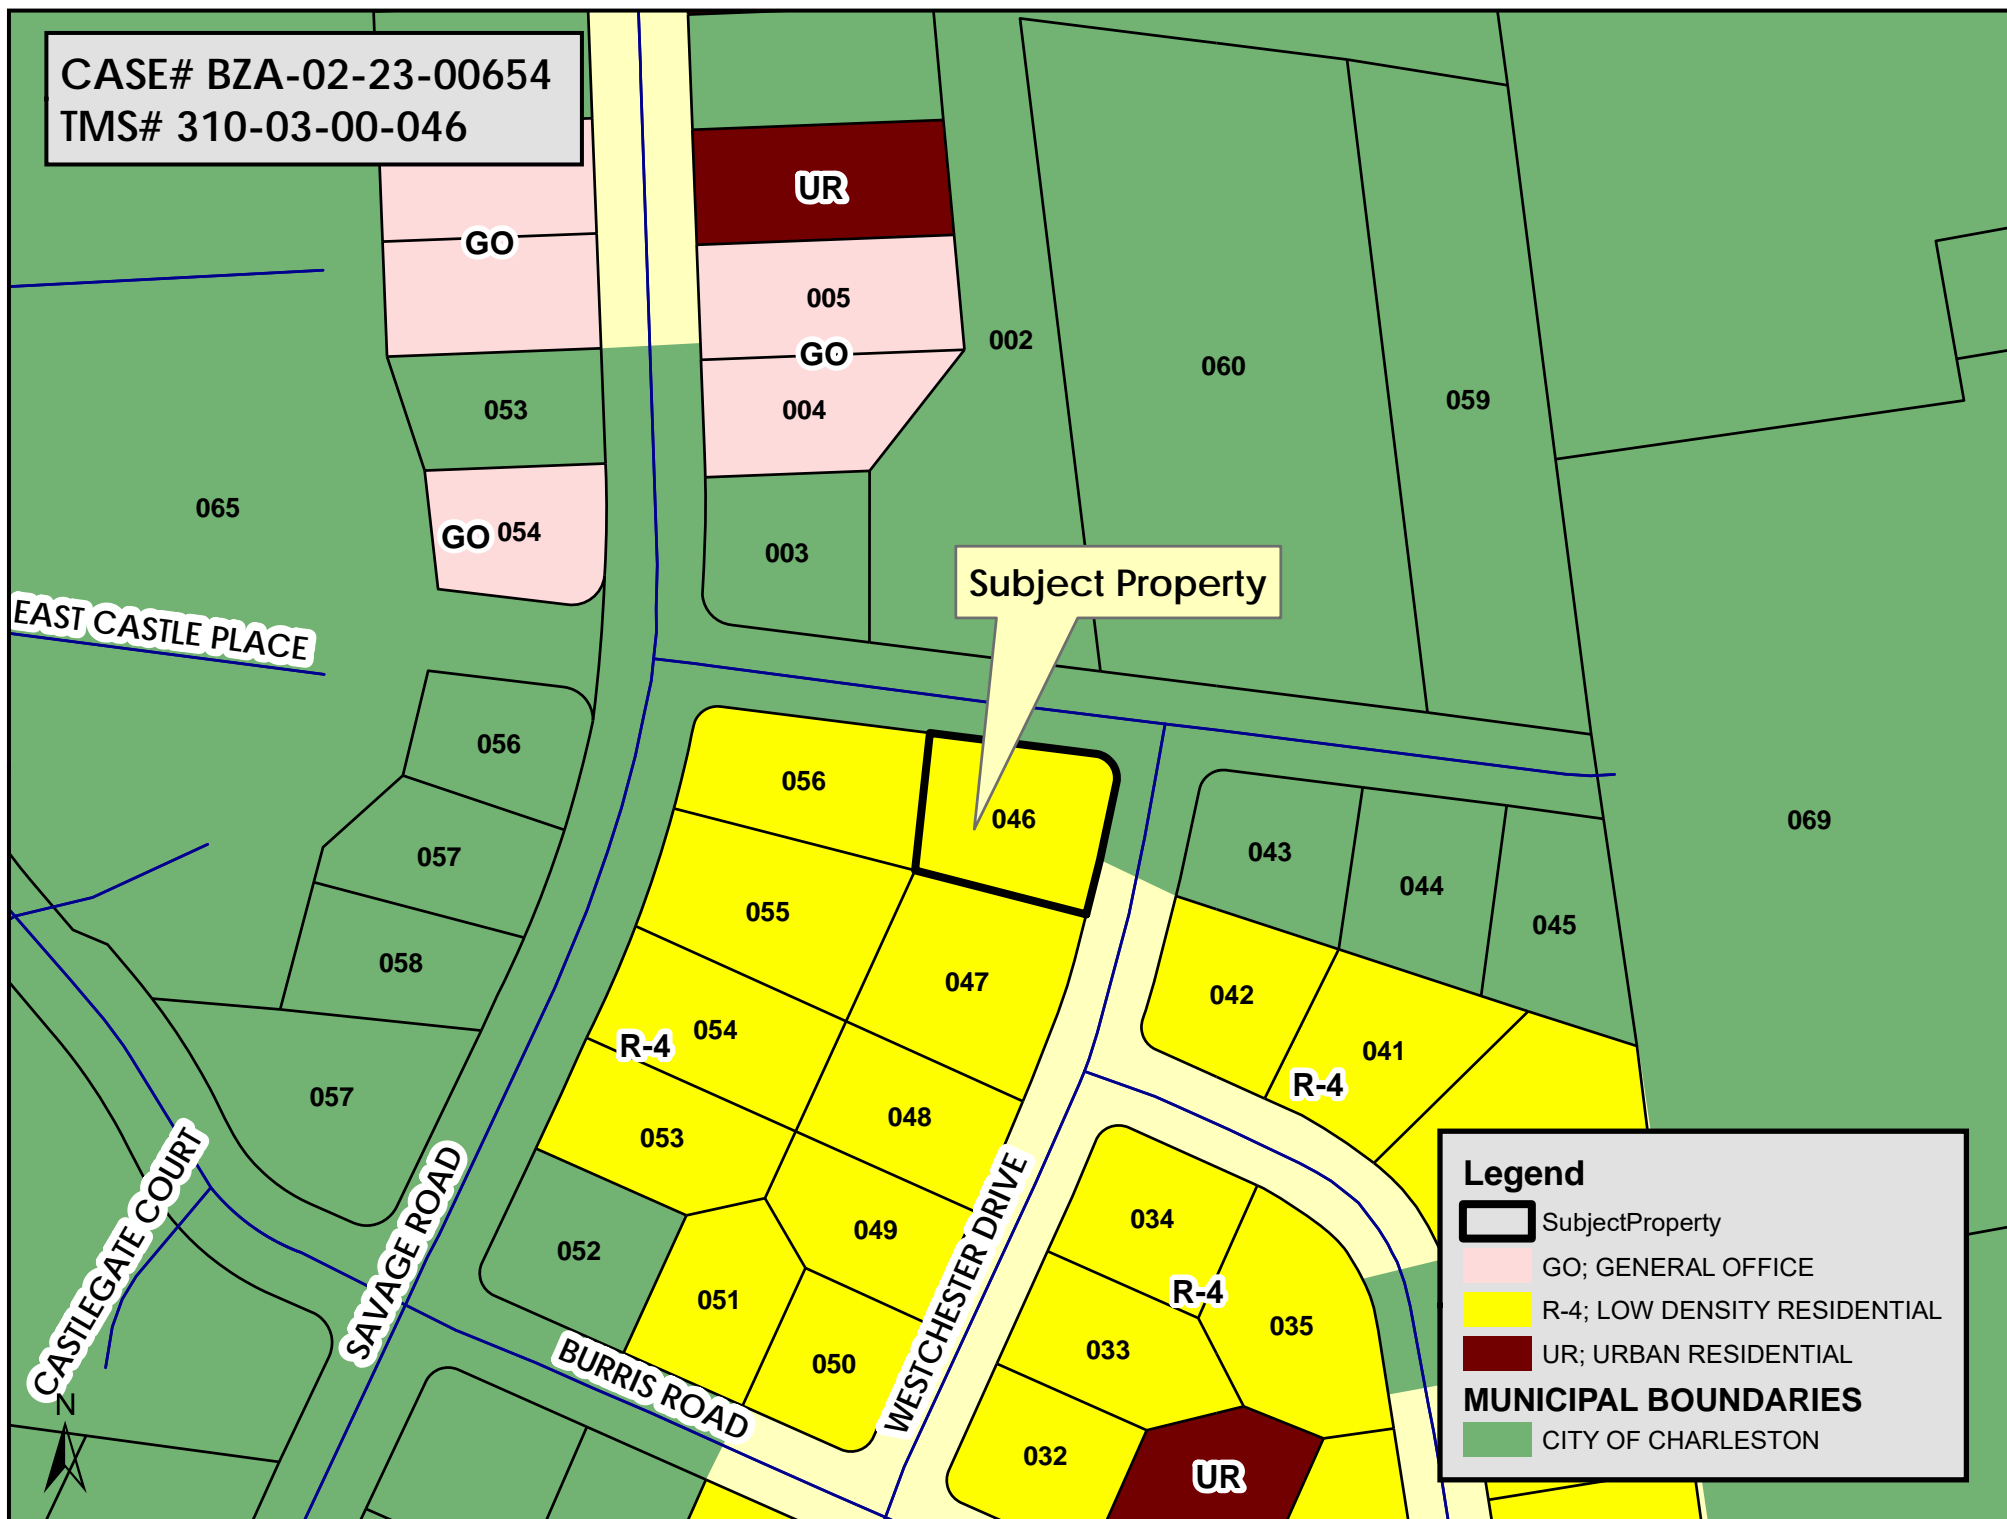 CASE# BZA-02-23-00654
TMS# 310-03-00-046
UR
GO
005
GO
002
060
059
053
004
065
GO 054
003
Subject Property
EAST CASTLE PLACE
056
056
046
069
057
043
044
055
045
058
047
042
054
R-4
041
R-4
057
048
053
034
049
052
R-4
051
035
033
050
032
UR
CASTLEGATE COURT
SAVAGE ROAD
BURRIS ROAD
WESTCHESTER DRIVE
N
Legend
SubjectProperty
GO; GENERAL OFFICE
R-4; LOW DENSITY RESIDENTIAL
UR; URBAN RESIDENTIAL
MUNICIPAL BOUNDARIES
CITY OF CHARLESTON